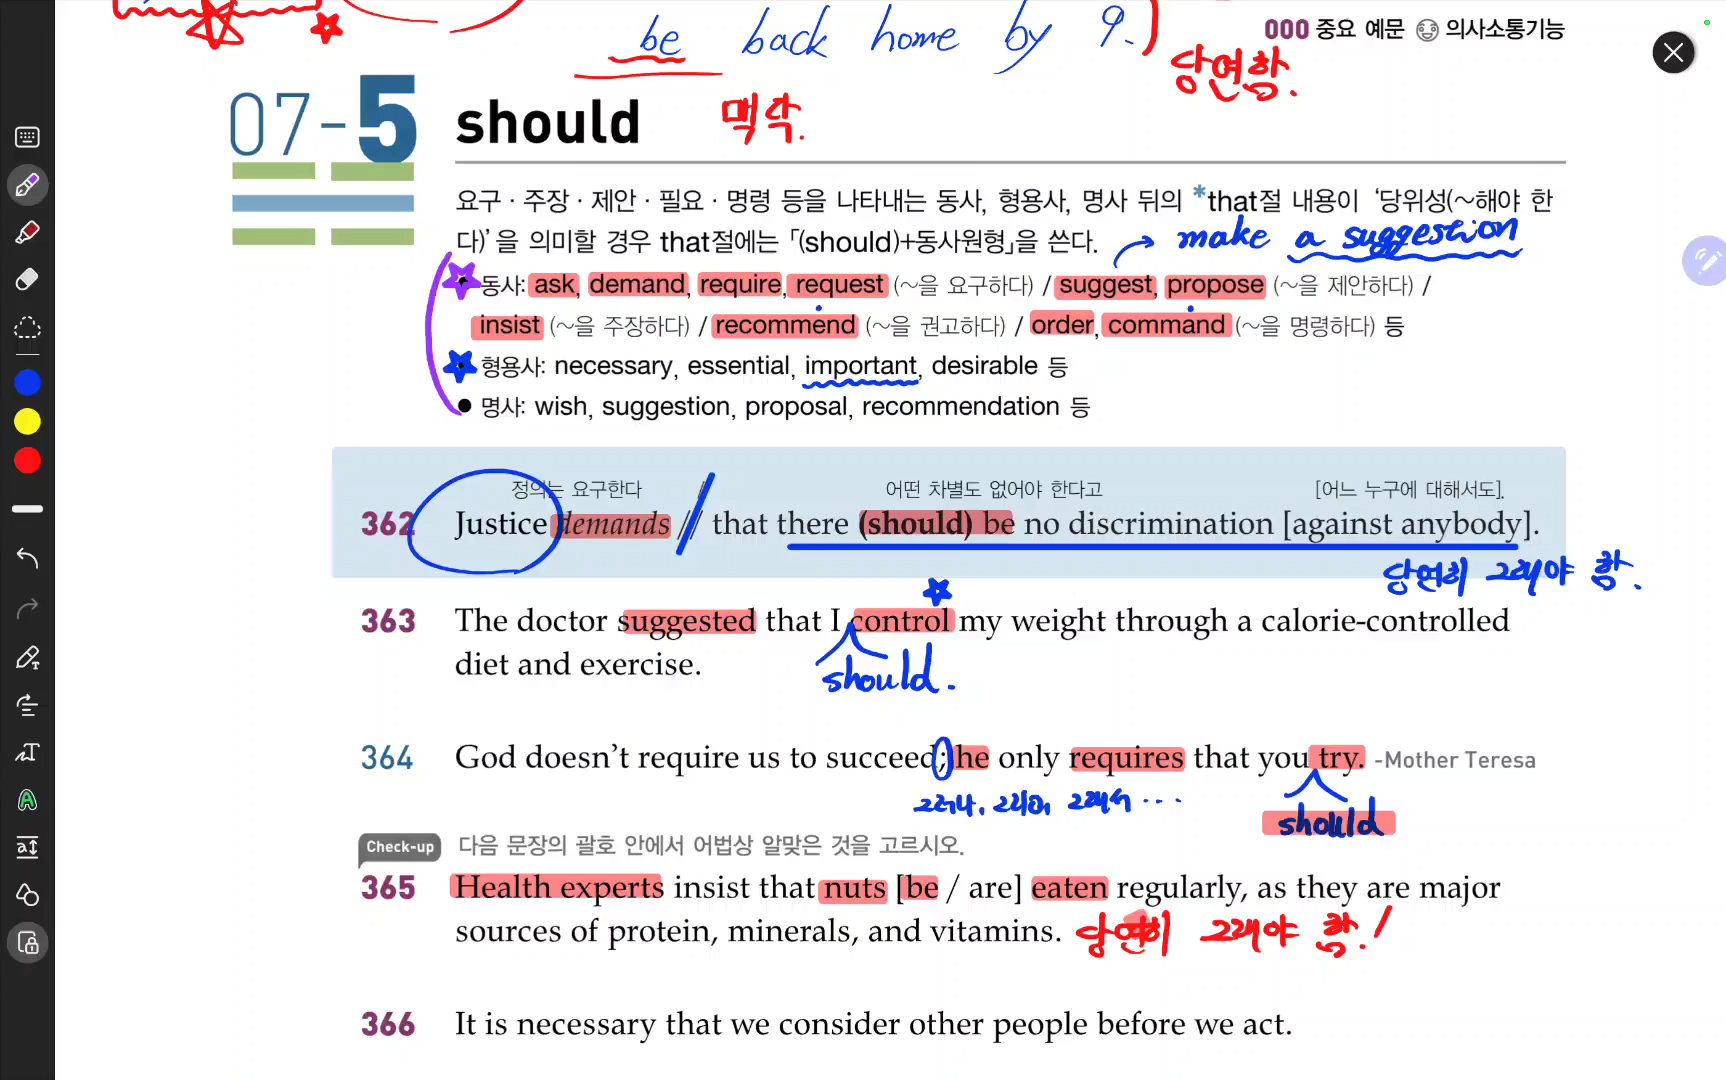 be back home by 9.
000 중요 예문 의사소통기능
당연함.
07-5 should 맥락.
요구·주장·제안·필요·명령 등을 나타내는 동사, 형용사, 명사 뒤의 *that절 내용이 ‘당위성(~해야 한
다)’을 의미할 경우 that절에는 「(should)+동사원형」을 쓴다.
make a suggestion
동사: ask, demand, require, request (~을 요구하다) / suggest, propose (~을 제안하다) /
insist (~을 주장하다) / recommend (~을 권고하다) / order, command (~을 명령하다) 등
형용사: necessary, essential, important, desirable 등
● 명사: wish, suggestion, proposal, recommendation 등
정의는 요구한다 / 어떤 차별도 없어야 한다고 [어느 누구에 대해서도].
362 Justice demands // that there (should) be no discrimination [against anybody].
당연히 그래야 함.
363 The doctor suggested that I control my weight through a calorie-controlled
diet and exercise.
should.
364 God doesn’t require us to succeed; he only requires that you try. -Mother Teresa
그러나, 그리고, 그래서 ···
should
Check-up 다음 문장의 괄호 안에서 어법상 알맞은 것을 고르시오.
365 Health experts insist that nuts [be / are] eaten regularly, as they are major
sources of protein, minerals, and vitamins.
당연히 그래야 함!
366 It is necessary that we consider other people before we act.